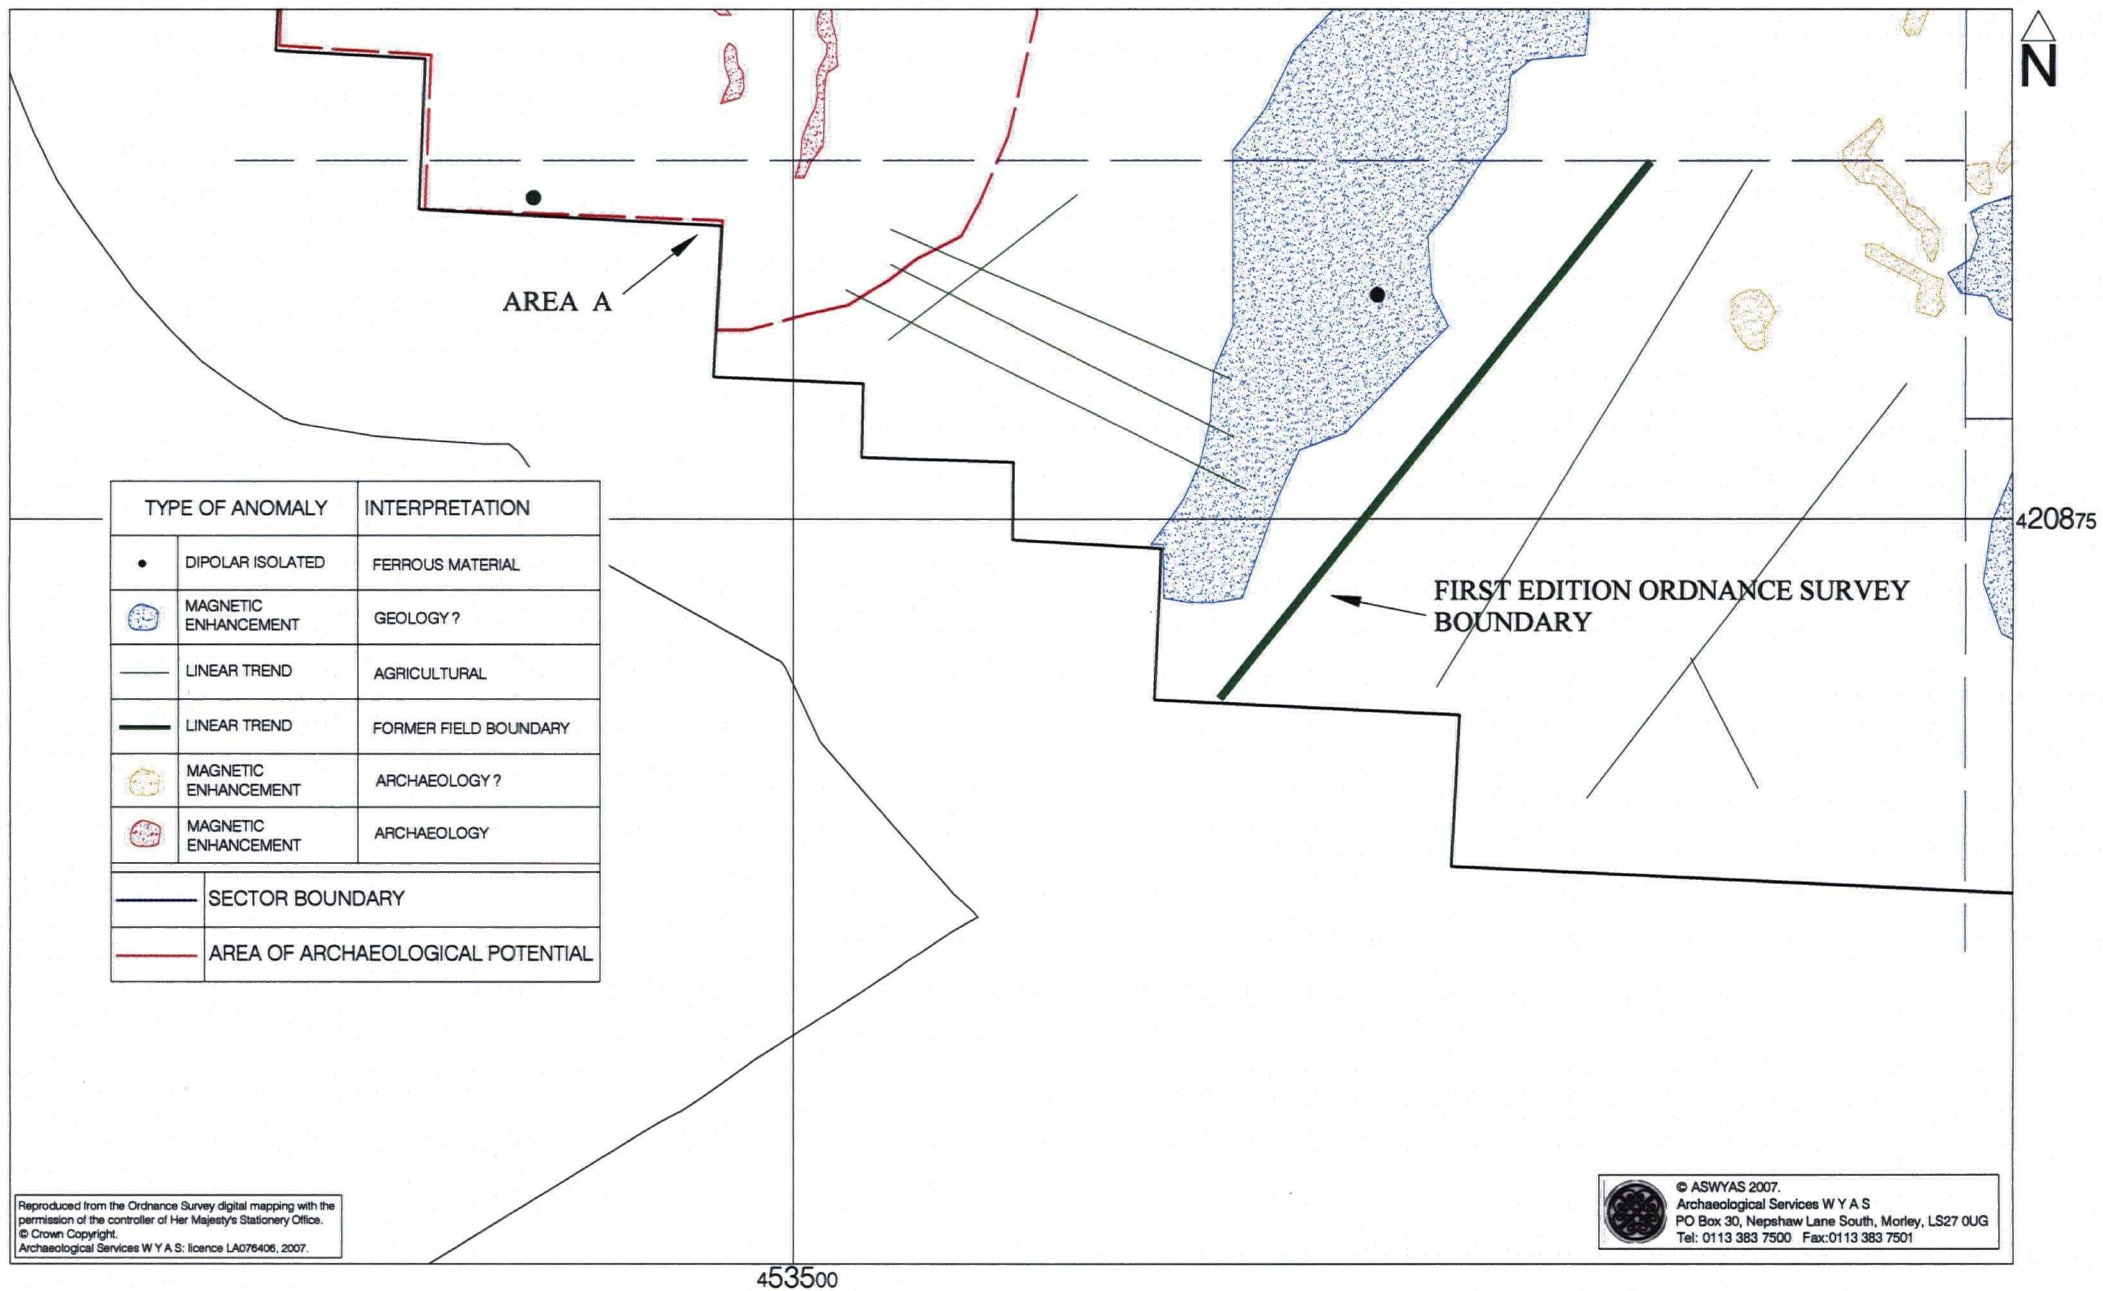 N
AREA A
TYPE OF ANOMALY INTERPRETATION
DIPOLAR ISOLATED FERROUS MATERIAL
MAGNETIC
ENHANCEMENT
GEOLOGY?
LINEAR TREND AGRICULTURAL
LINEAR TREND FORMER FIELD BOUNDARY
MAGNETIC
ENHANCEMENT
ARCHAEOLOGY?
MAGNETIC
ENHANCEMENT
ARCHAEOLOGY
SECTOR BOUNDARY
AREA OF ARCHAEOLOGICAL POTENTIAL
420875
FIRST EDITION ORDNANCE SURVEY
BOUNDARY
Reproduced from the Ordnance Survey digital mapping with the
permission of the controller of Her Majesty's Stationery Office.
© Crown Copyright.
Archaeological Services W Y A S: licence LA076406, 2007.
© ASWYAS 2007.
Archaeological Services W Y A S
PO Box 30, Nepshaw Lane South, Morley, LS27 0UG
Tel: 0113 383 7500 Fax:0113 383 7501
453500